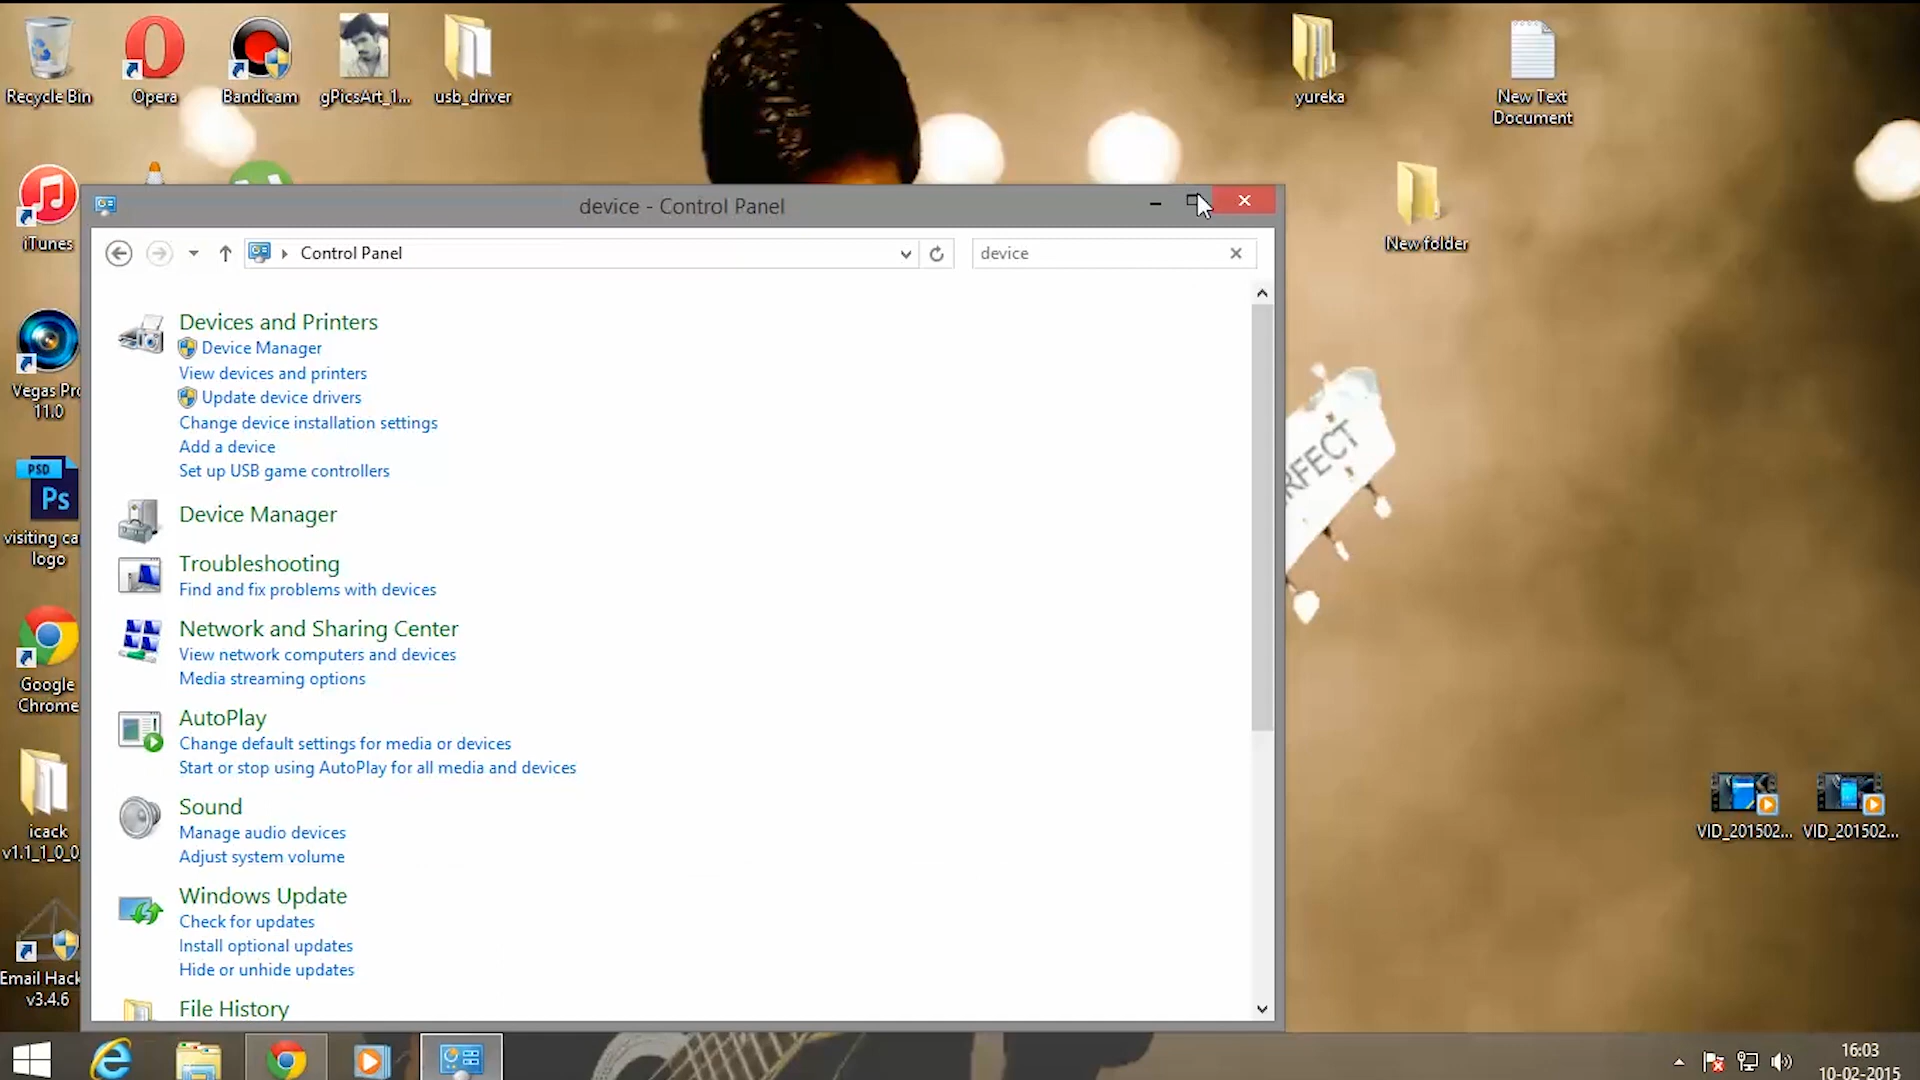 Recycle Bin
Opera
Bandicam
gPicsArt_1...
usb_driver
yureka
New Text
Document
iTunes
New folder
Vegas Pro
11.0
PSD
Ps
visiting ca
logo
Google
Chrome
icack
v1.1_1_0_0
Email Hack
v3.4.6
device - Control Panel
Control Panel
device
Devices and Printers
Device Manager
View devices and printers
Update device drivers
Change device installation settings
Add a device
Set up USB game controllers
Device Manager
Troubleshooting
Find and fix problems with devices
Network and Sharing Center
View network computers and devices
Media streaming options
AutoPlay
Change default settings for media or devices
Start or stop using AutoPlay for all media and devices
Sound
Manage audio devices
Adjust system volume
Windows Update
Check for updates
Install optional updates
Hide or unhide updates
File History
RFECT
VID_201502...
VID_201502...
16:03
10-02-2015